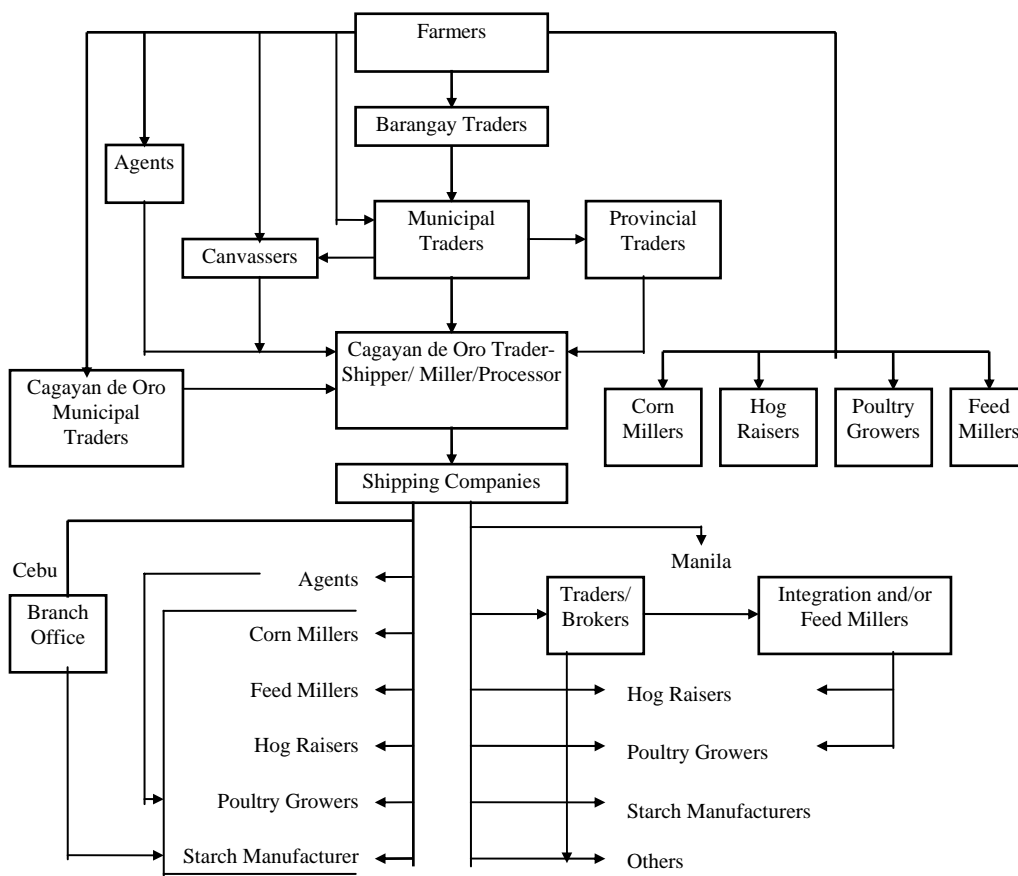 Farmers
Barangay Traders
Agents
Municipal
Traders
Provincial
Traders
Canvassers
Cagayan de Oro Trader-
Shipper/ Miller/Processor
Cagayan de Oro
Municipal
Traders
Corn
Millers
Hog
Raisers
Poultry
Growers
Feed
Millers
Shipping Companies
Cebu
Branch
Office
Agents
Corn Millers
Feed Millers
Hog Raisers
Poultry Growers
Starch Manufacturer
Manila
Traders/
Brokers
Integration and/or
Feed Millers
Hog Raisers
Poultry Growers
Starch Manufacturers
Others